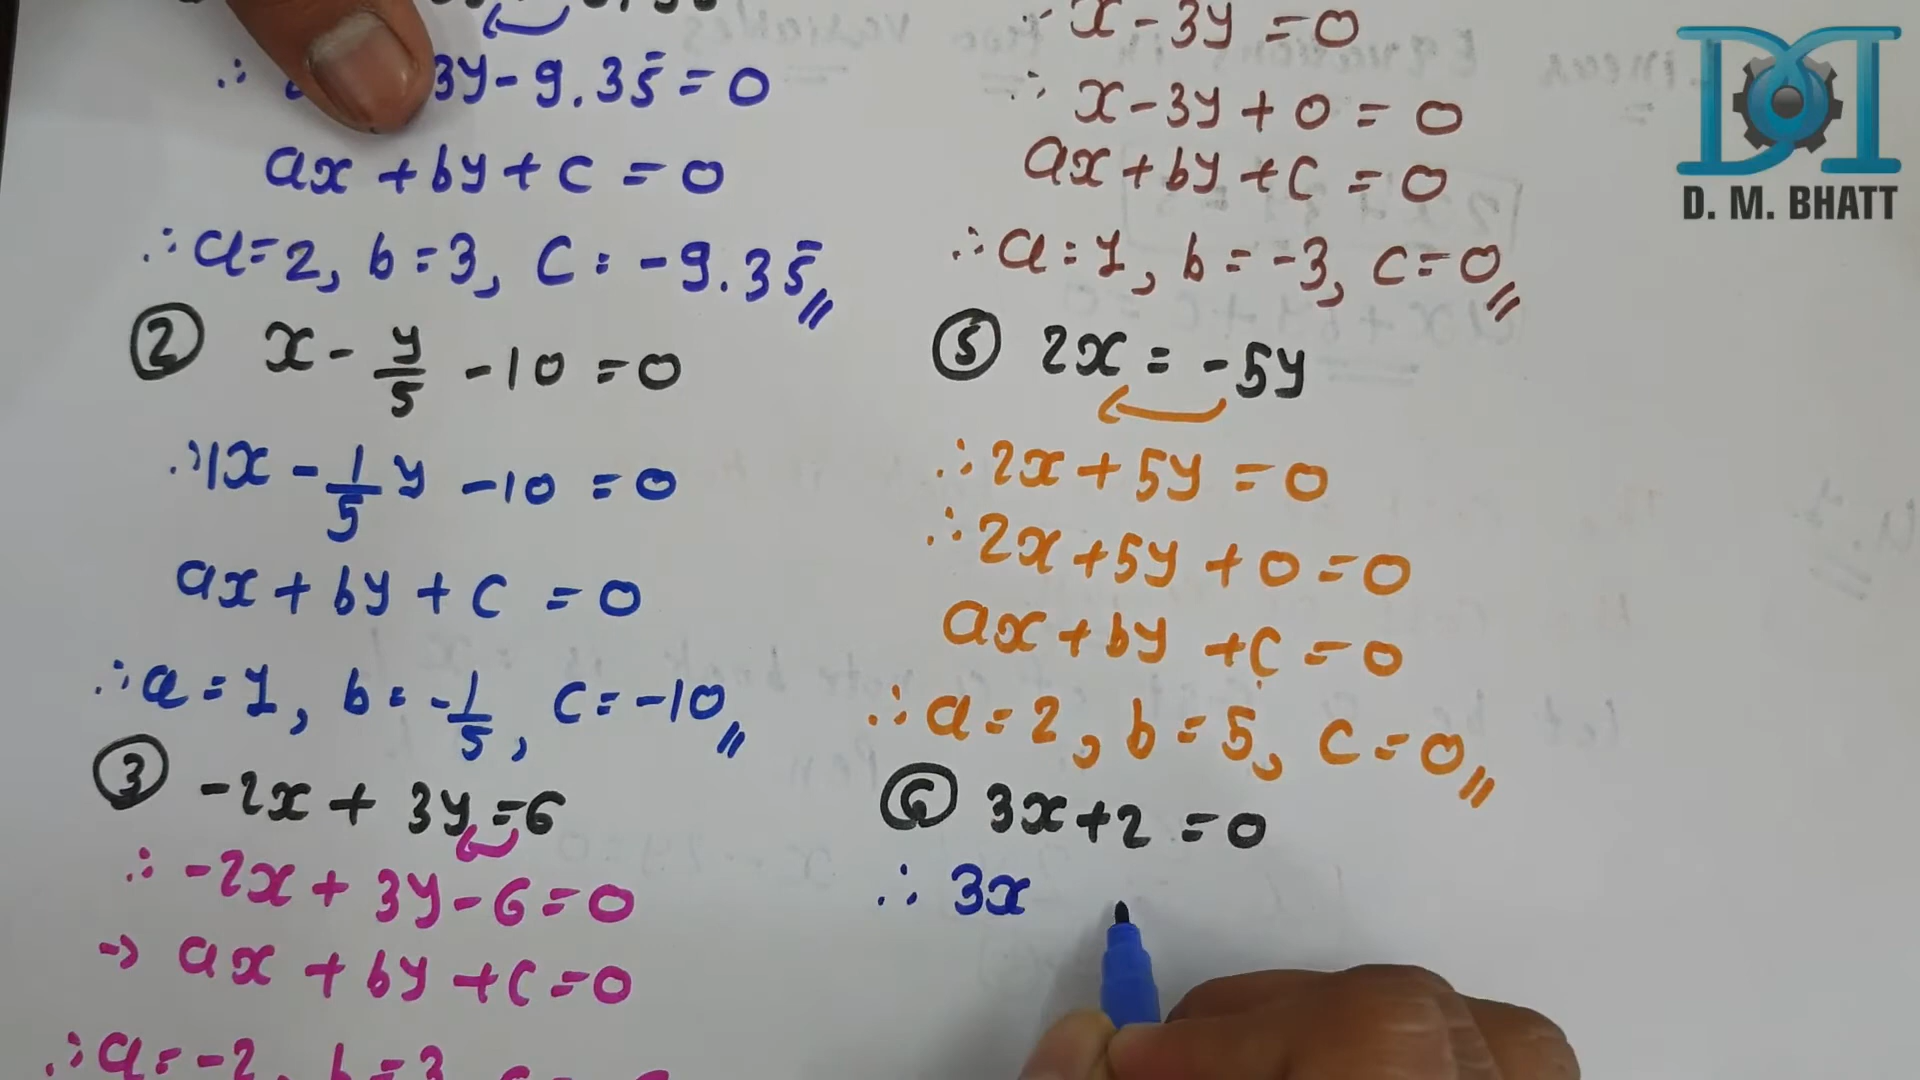 ∴ 3y-9.35̄=0
ax+by+c=0
∴a=2, b=3, c=-9.35̄
② x-y/5-10=0
∴1x-1/5y-10=0
ax+by+c=0
∴a=1, b=-1/5, c=-10
③ -2x+3y=6
∴-2x+3y-6=0
→ ax+by+c=0
∴a=-2, b=3
∵ x-3y=0
∴ x-3y+0=0
ax+by+c=0
∴a=1, b=-3, c=0
⑤ 2x=-5y
∴2x+5y=0
∴2x+5y+0=0
ax+by+c=0
∴a=2, b=5, c=0
⑥ 3x+2=0
∴ 3x
D. M. BHATT